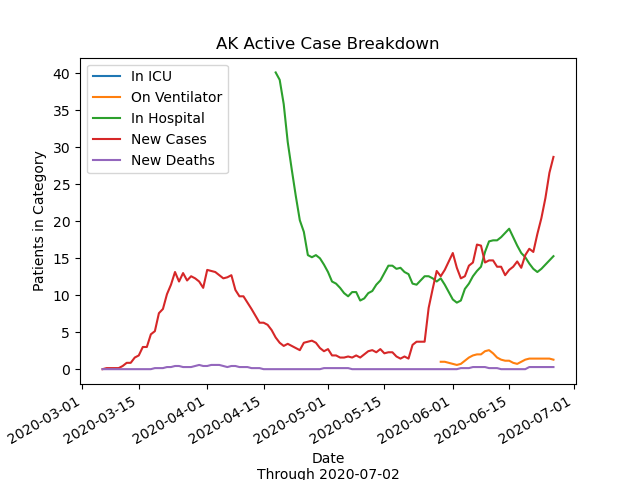 AK Active Case Breakdown
In ICU
On Ventilator
In Hospital
New Cases
New Deaths
Patients in Category
40
35
30
25
20
15
10
5
0
2020-03-01
2020-03-15
2020-04-01
2020-04-15
2020-05-01
2020-05-15
2020-06-01
2020-06-15
2020-07-01
Date
Through 2020-07-02